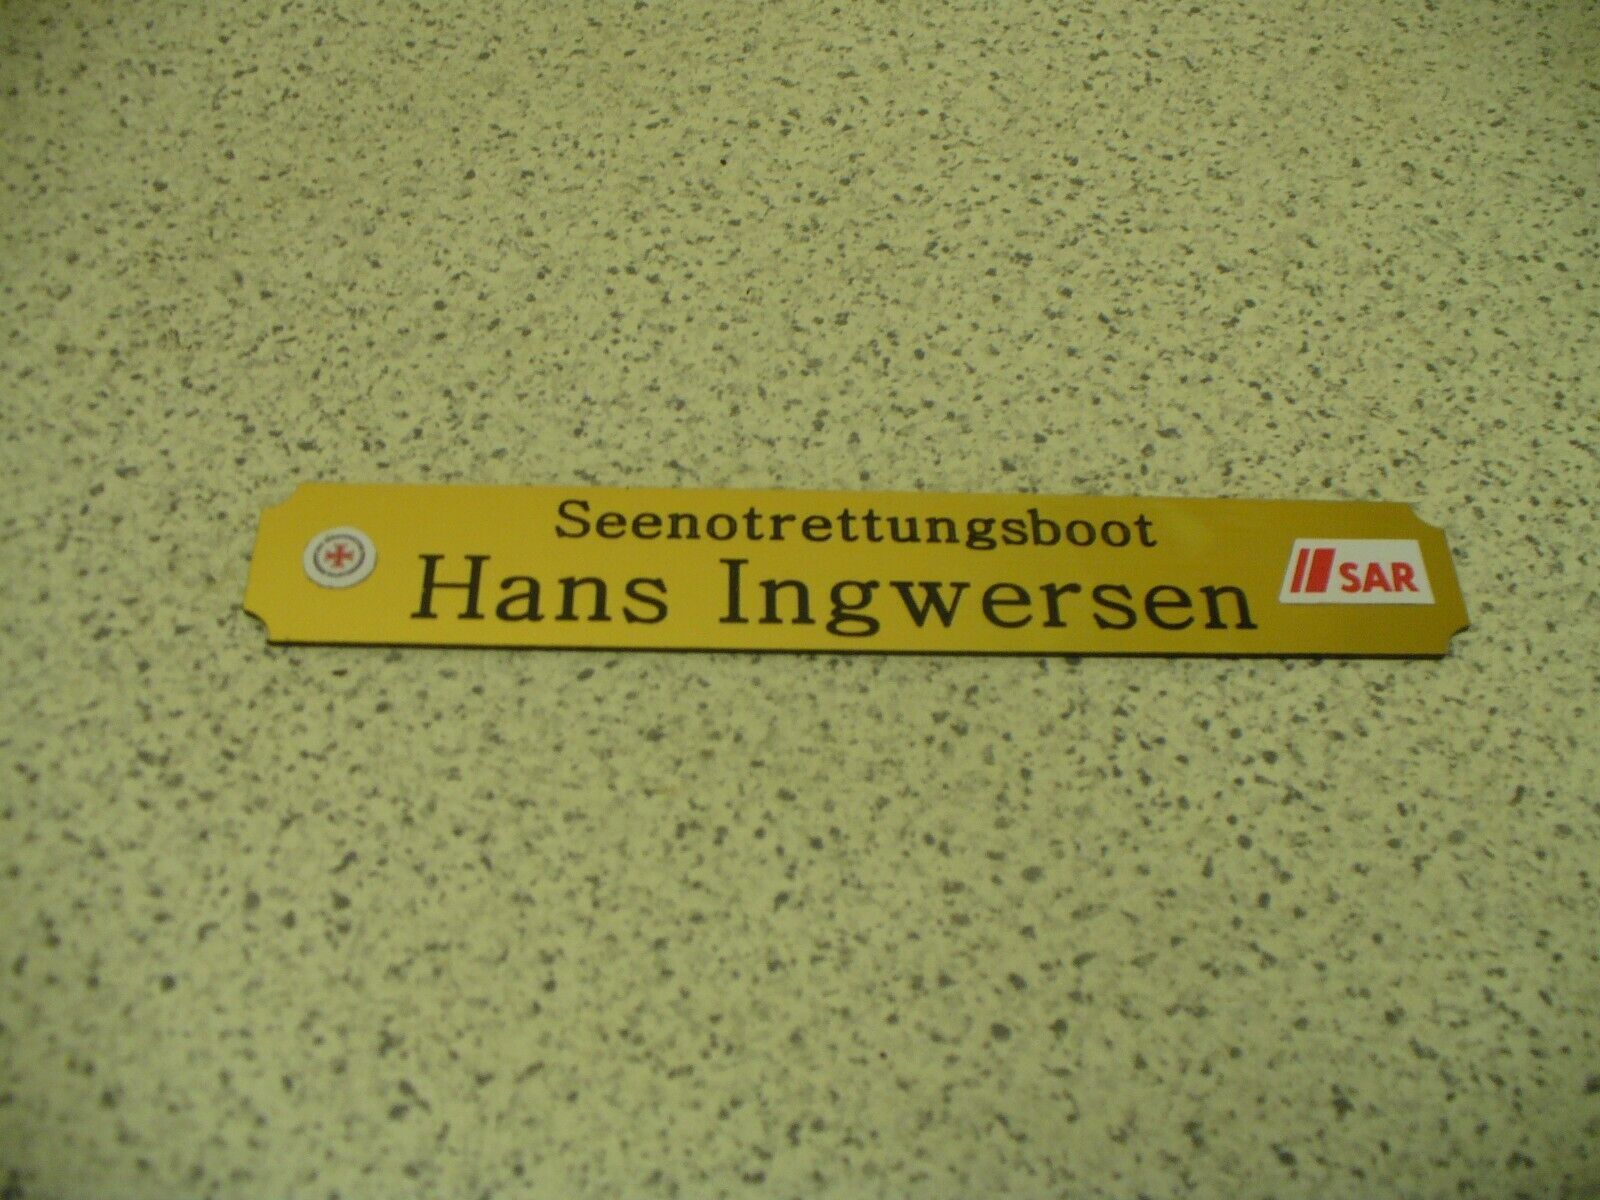 Seenotrettungsboot
Hans Ingwersen
SAR